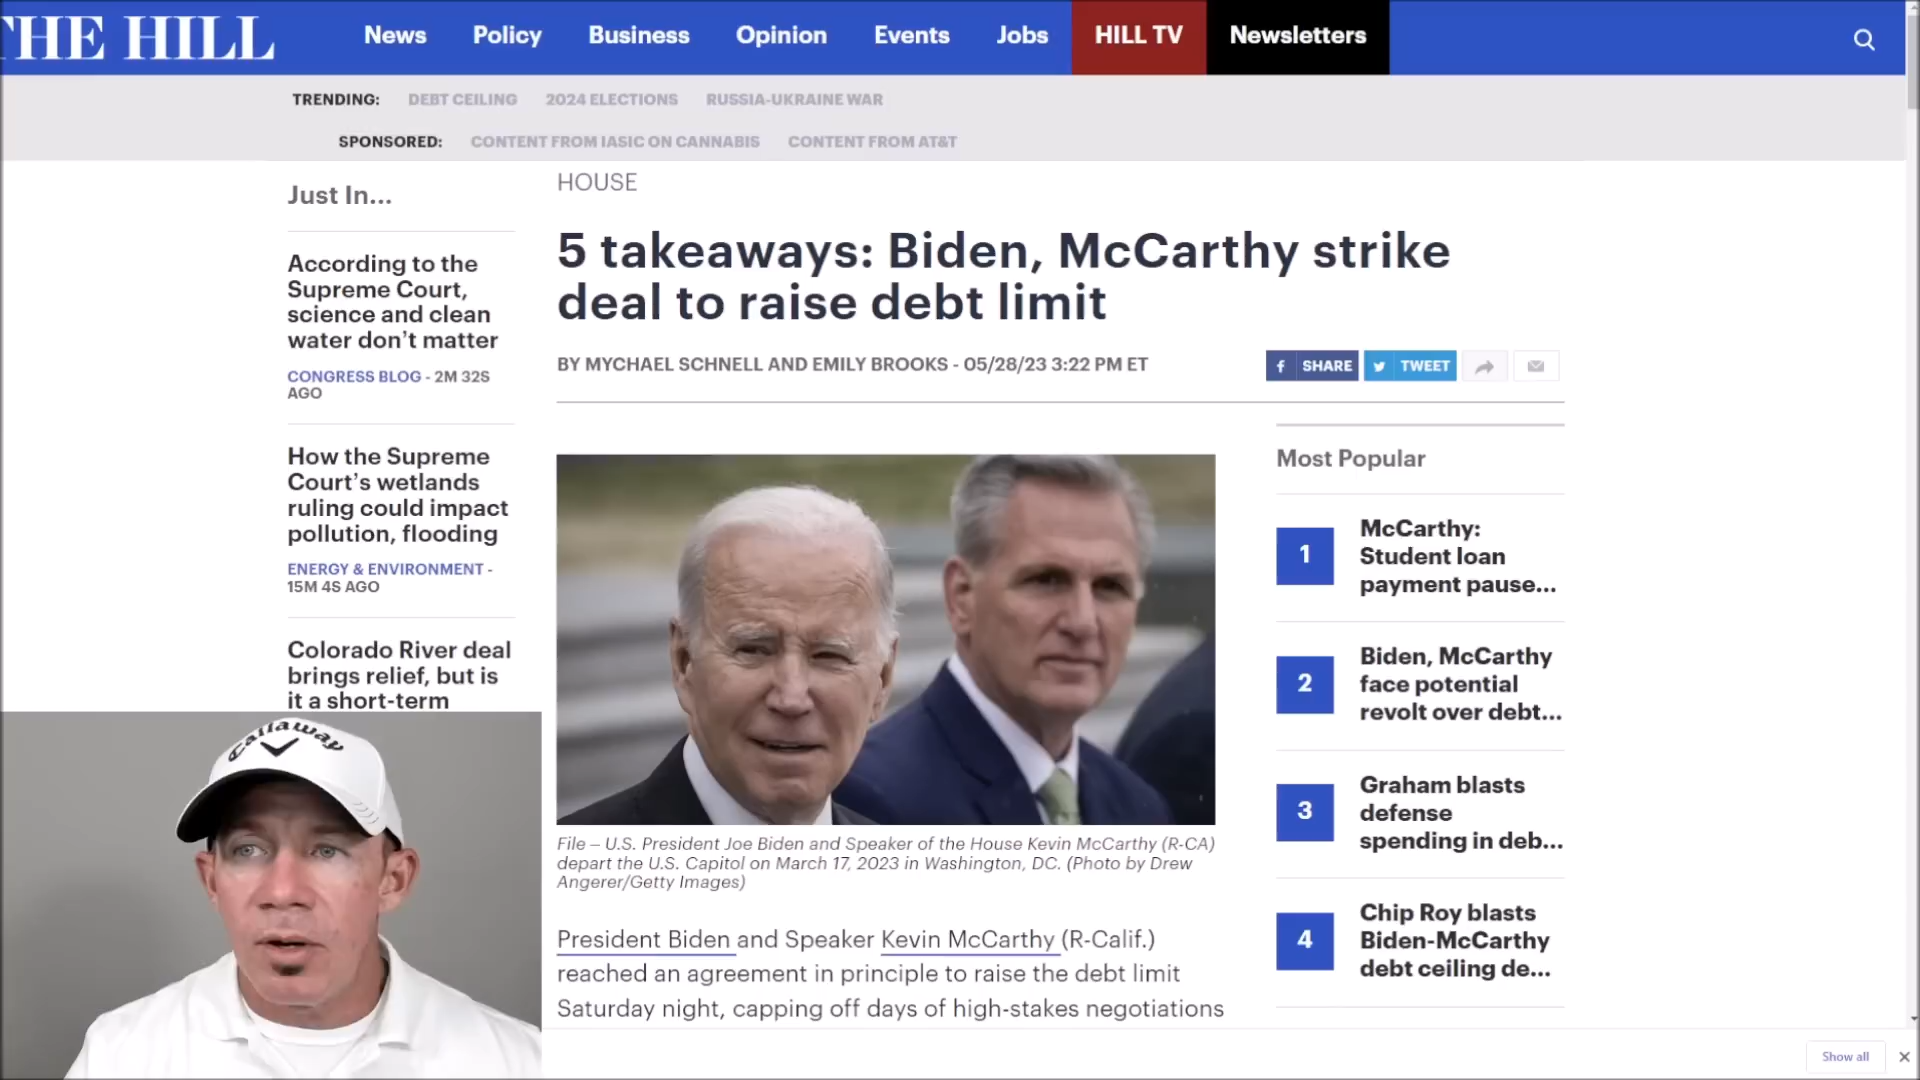 THE HILL
News Policy Business Opinion Events Jobs HILL TV Newsletters
TRENDING: DEBT CEILING 2024 ELECTIONS RUSSIA-UKRAINE WAR
SPONSORED: CONTENT FROM IASIC ON CANNABIS CONTENT FROM AT&T
Just In...
According to the
Supreme Court,
science and clean
water don't matter
CONGRESS BLOG - 2M 32S
AGO
How the Supreme
Court's wetlands
ruling could impact
pollution, flooding
ENERGY & ENVIRONMENT -
15M 4S AGO
Colorado River deal
brings relief, but is
it a short-term
Callaway
HOUSE
5 takeaways: Biden, McCarthy strike
deal to raise debt limit
BY MYCHAEL SCHNELL AND EMILY BROOKS - 05/28/23 3:22 PM ET
f SHARE TWEET
File – U.S. President Joe Biden and Speaker of the House Kevin McCarthy (R-CA)
depart the U.S. Capitol on March 17, 2023 in Washington, DC. (Photo by Drew
Angerer/Getty Images)
President Biden and Speaker Kevin McCarthy (R-Calif.)
reached an agreement in principle to raise the debt limit
Saturday night, capping off days of high-stakes negotiations
Most Popular
1
McCarthy:
Student loan
payment pause...
2
Biden, McCarthy
face potential
revolt over debt...
3
Graham blasts
defense
spending in deb...
4
Chip Roy blasts
Biden-McCarthy
debt ceiling de...
Show all